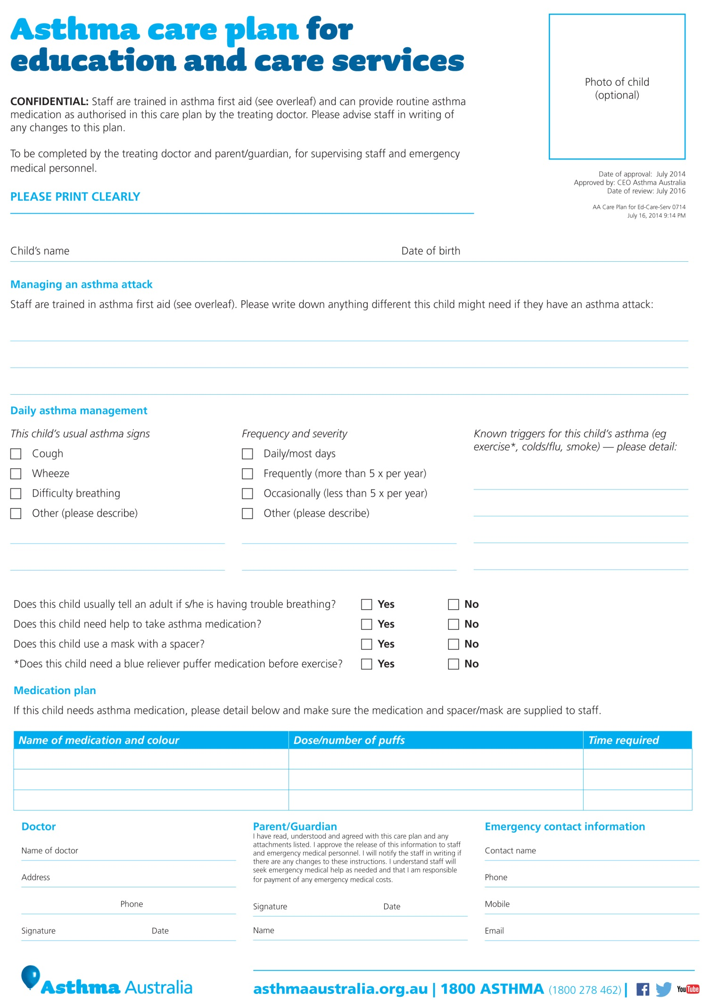 Asthma care plan for
education and care services
CONFIDENTIAL: Staff are trained in asthma first aid (see overleaf) and can provide routine asthma
medication as authorised in this care plan by the treating doctor. Please advise staff in writing of
any changes to this plan.
To be completed by the treating doctor and parent/guardian, for supervising staff and emergency
medical personnel.
PLEASE PRINT CLEARLY
Photo of child
(optional)
Date of approval: July 2014
Approved by: CEO Asthma Australia
Date of review: July 2016
AA Care Plan for Ed-Care-Serv 0714
July 16, 2014 9:14 PM
Child’s name Date of birth
Managing an asthma attack
Staff are trained in asthma first aid (see overleaf). Please write down anything different this child might need if they have an asthma attack:
Daily asthma management
This child’s usual asthma signs
Cough
Wheeze
Difficulty breathing
Other (please describe)
Frequency and severity
Daily/most days
Frequently (more than 5 x per year)
Occasionally (less than 5 x per year)
Other (please describe)
Known triggers for this child’s asthma (eg
exercise*, colds/flu, smoke) — please detail:
Does this child usually tell an adult if s/he is having trouble breathing? Yes No
Does this child need help to take asthma medication? Yes No
Does this child use a mask with a spacer? Yes No
*Does this child need a blue reliever puffer medication before exercise? Yes No
Medication plan
If this child needs asthma medication, please detail below and make sure the medication and spacer/mask are supplied to staff.
Name of medication and colour Dose/number of puffs Time required
Doctor
Name of doctor
Address
Phone
Signature Date
Parent/Guardian
I have read, understood and agreed with this care plan and any
attachments listed. I approve the release of this information to staff
and emergency medical personnel. I will notify the staff in writing if
there are any changes to these instructions. I understand staff will
seek emergency medical help as needed and that I am responsible
for payment of any emergency medical costs.
Signature Date
Name
Emergency contact information
Contact name
Phone
Mobile
Email
Asthma Australia
asthmaaustralia.org.au | 1800 ASTHMA (1800 278 462) | f YouTube